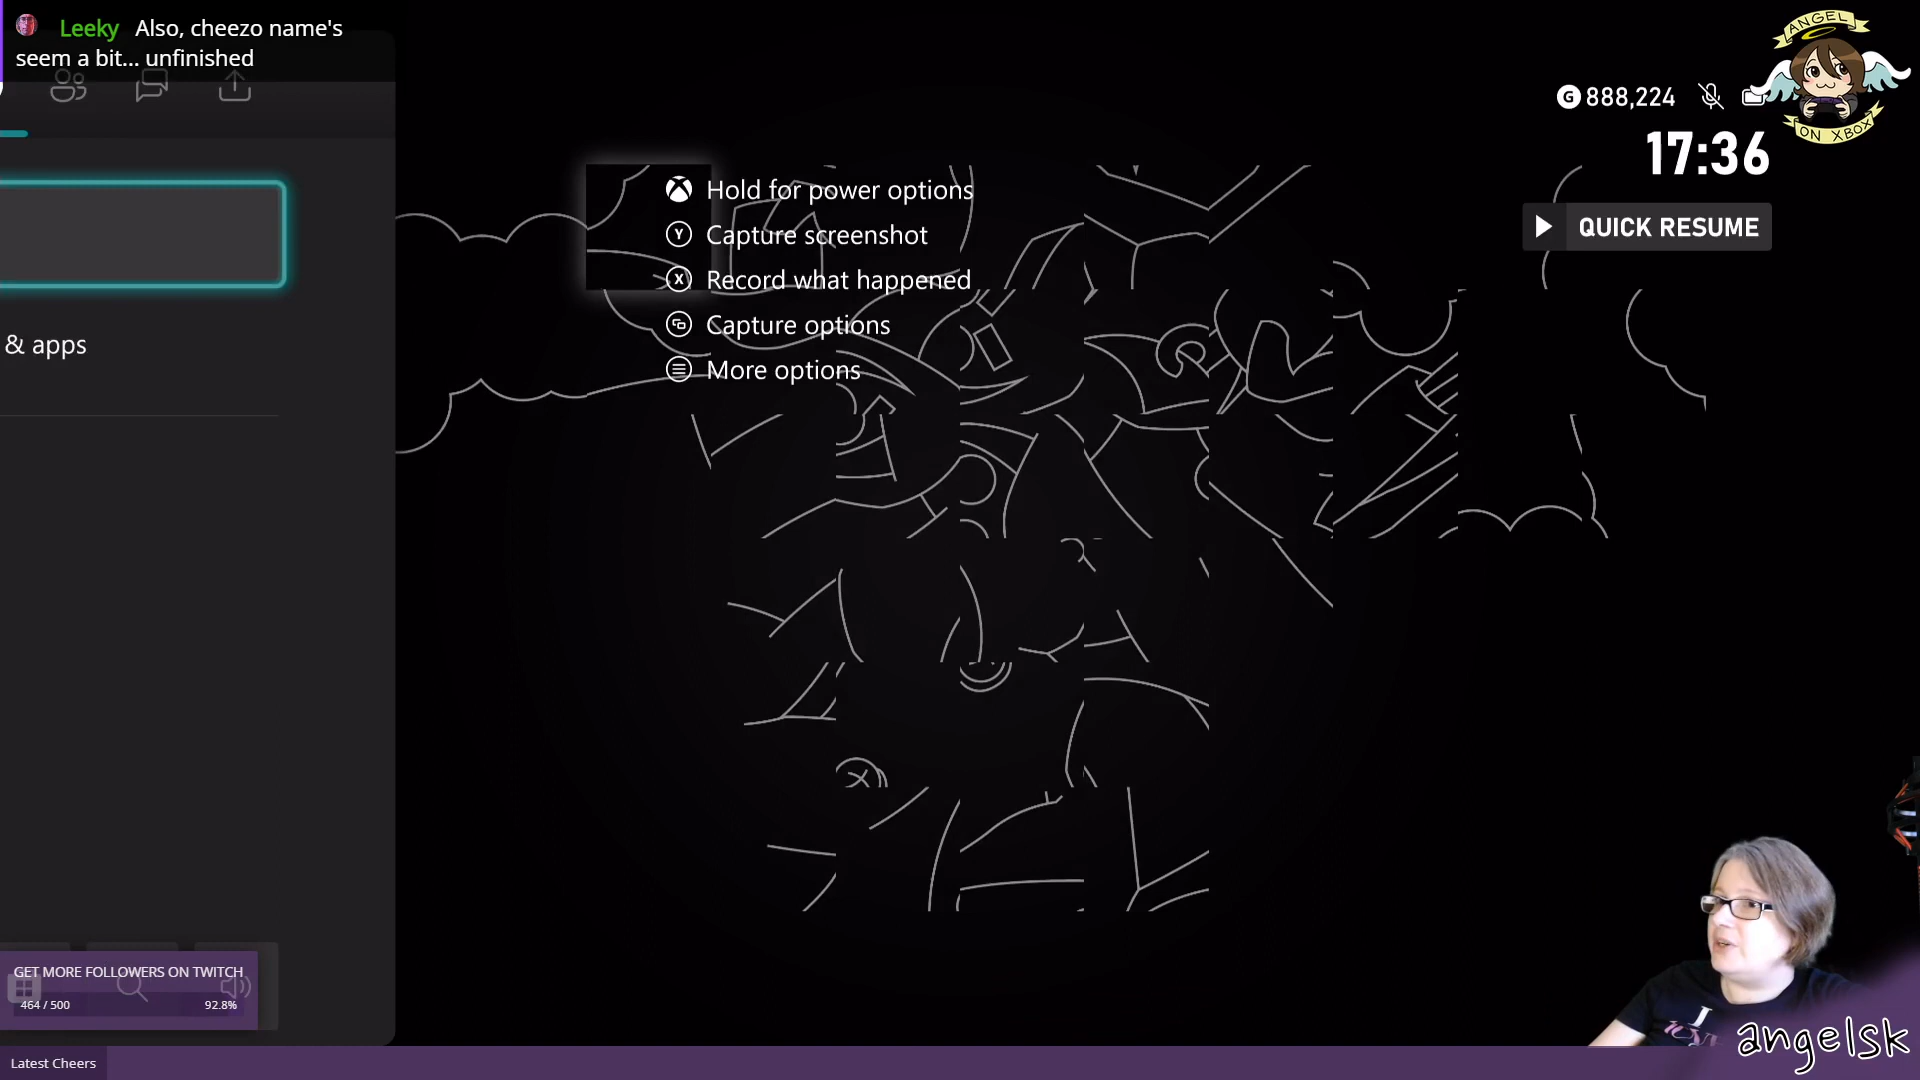 Leeky Also, cheezo name's
seem a bit... unfinished
ANGEL
ON XBOX
G 888,224
17:36
QUICK RESUME
Hold for power options
Y Capture screenshot
X Record what happened
Capture options
More options
& apps
GET MORE FOLLOWERS ON TWITCH
464 / 500 92.8%
Latest Cheers
angelsk